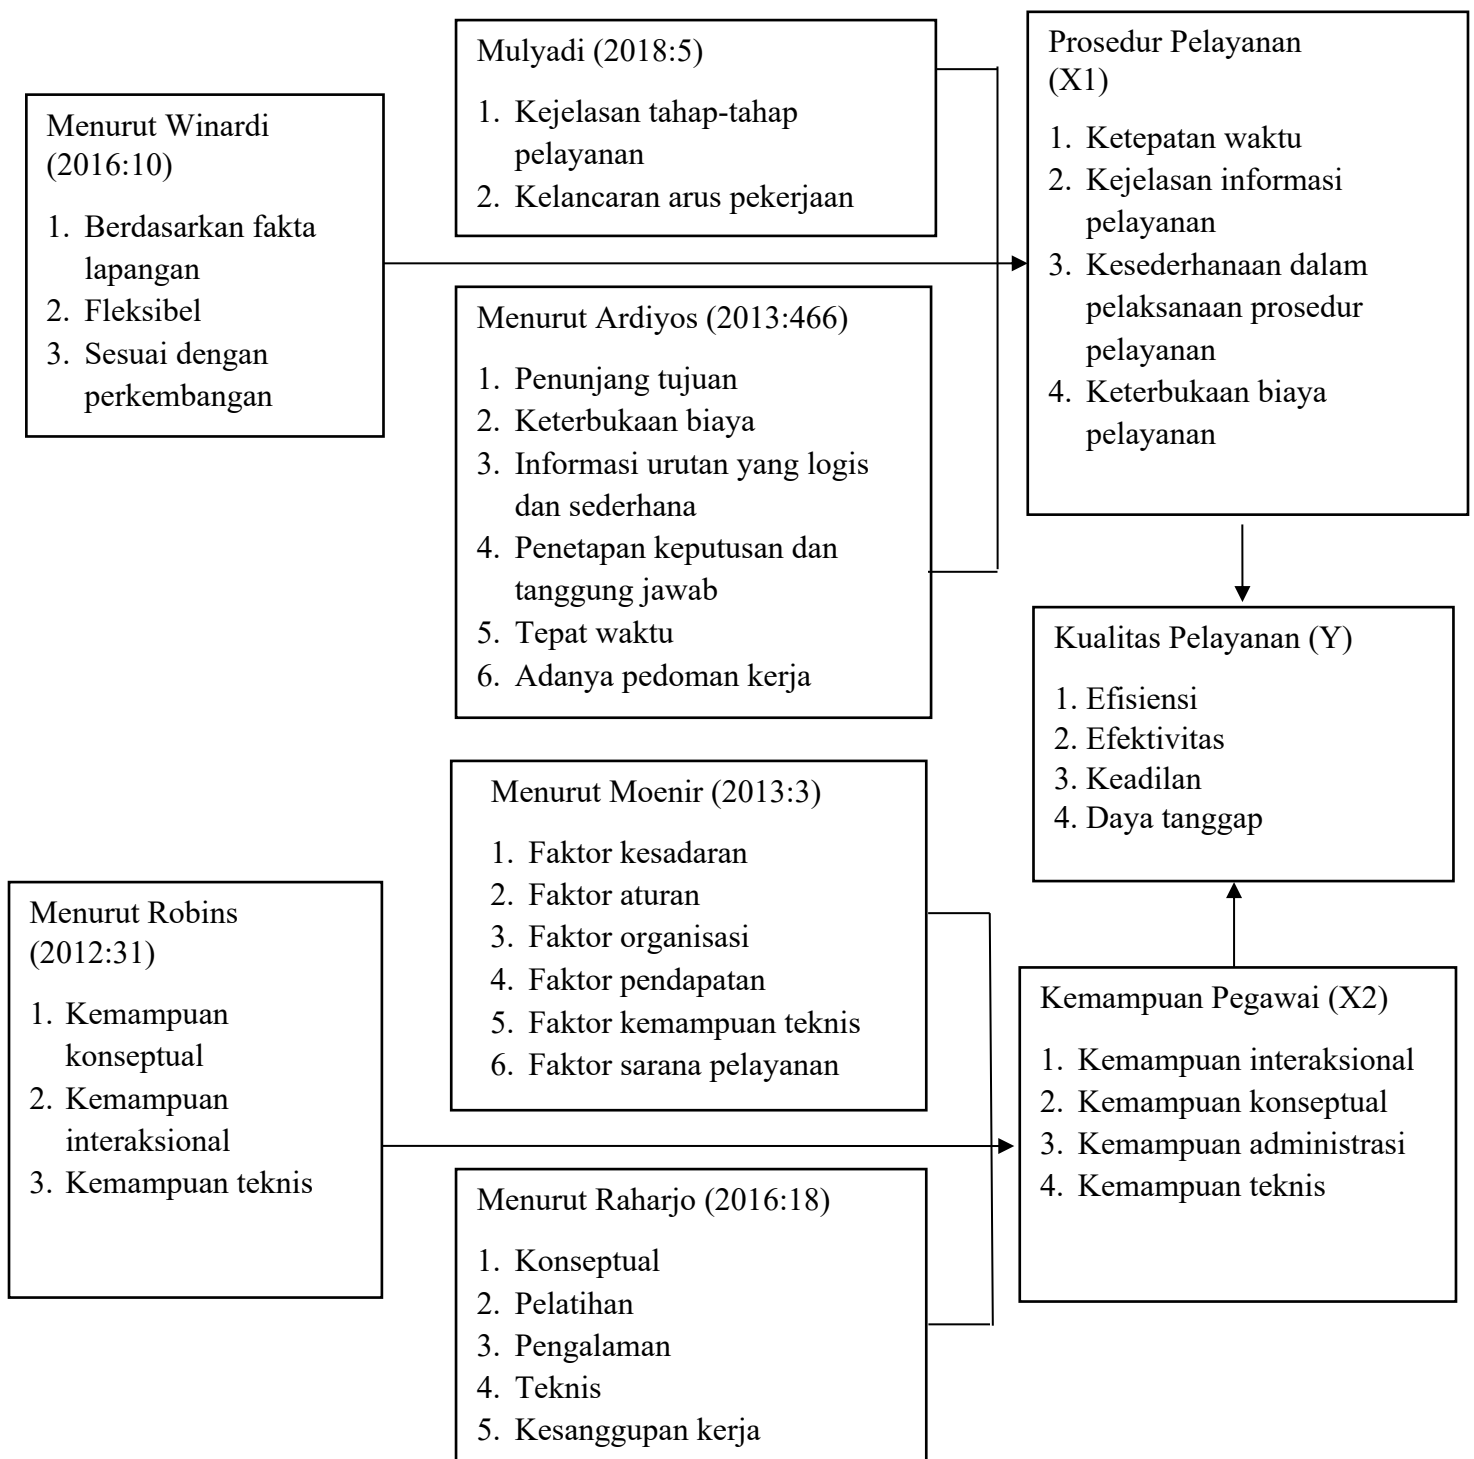 Mulyadi (2018:5)
1. Kejelasan tahap-tahap
pelayanan
2. Kelancaran arus pekerjaan
Prosedur Pelayanan
(X1)
1. Ketepatan waktu
2. Kejelasan informasi
pelayanan
3. Kesederhanaan dalam
pelaksanaan prosedur
pelayanan
4. Keterbukaan biaya
pelayanan
Menurut Winardi
(2016:10)
1. Berdasarkan fakta
lapangan
2. Fleksibel
3. Sesuai dengan
perkembangan
Menurut Ardiyos (2013:466)
1. Penunjang tujuan
2. Keterbukaan biaya
3. Informasi urutan yang logis
dan sederhana
4. Penetapan keputusan dan
tanggung jawab
5. Tepat waktu
6. Adanya pedoman kerja
Kualitas Pelayanan (Y)
1. Efisiensi
2. Efektivitas
3. Keadilan
4. Daya tanggap
Menurut Moenir (2013:3)
1. Faktor kesadaran
2. Faktor aturan
3. Faktor organisasi
4. Faktor pendapatan
5. Faktor kemampuan teknis
6. Faktor sarana pelayanan
Menurut Robins
(2012:31)
1. Kemampuan
konseptual
2. Kemampuan
interaksional
3. Kemampuan teknis
Kemampuan Pegawai (X2)
1. Kemampuan interaksional
2. Kemampuan konseptual
3. Kemampuan administrasi
4. Kemampuan teknis
Menurut Raharjo (2016:18)
1. Konseptual
2. Pelatihan
3. Pengalaman
4. Teknis
5. Kesanggupan kerja